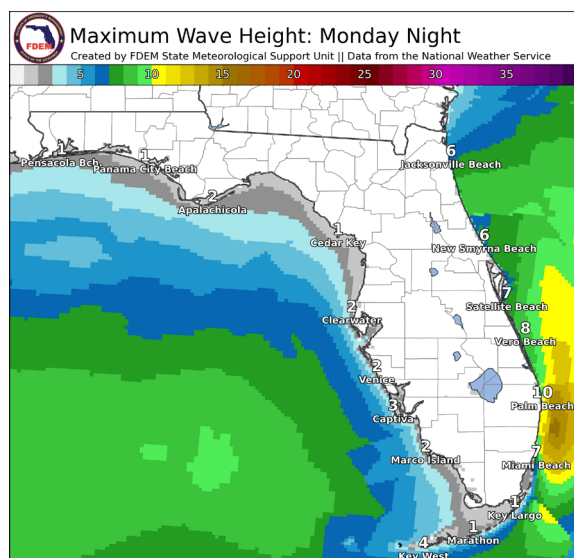 Maximum Wave Height: Monday Night
Created by FDEM State Meteorological Support Unit || Data from the National Weather Service
FDEM
5 10 15 20 25 30 35
6
Jacksonville Beach
1
Pensacola Bch.
1
Panama City Beach
2
Apalachicola
1
Cedar Key
6
New Smyrna Beach
7
Satellite Beach
2
Clearwater
8
Vero Beach
2
Venice
10
Palm Beach
3
Captiva
2
Marco Island
7
Miami Beach
1
Key Largo
1
Marathon
4
Key West